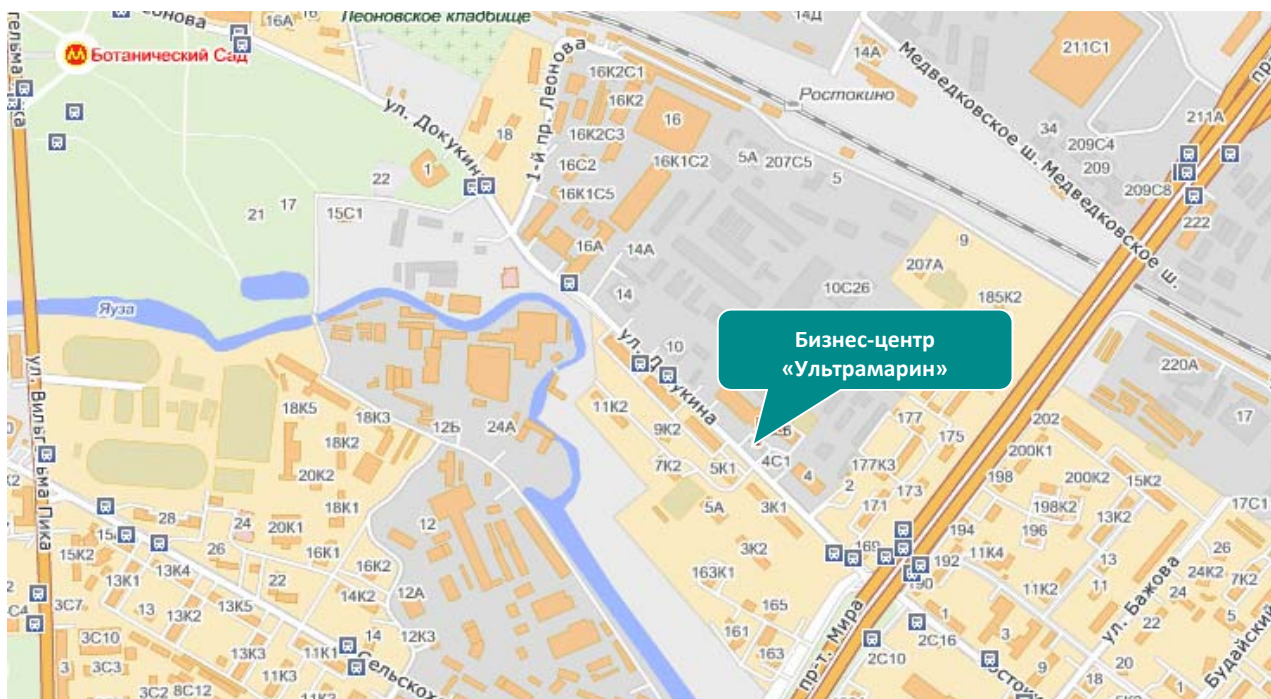 16А
16
Леоновское кладбище
14Д
14А
211С1
Ботанический Сад
1-й пр. Леонова
16К2С1
16К2
16К2С3
16
18
ул. Докукина
1
22
16С2
16К1С2
16К1С5
5А
207С5
5
Ростокино
Медведковское ш.
Медведковское ш.
34
209С4
209
209С8
211А
222
17
21
15С1
16А
14А
14
9
207А
185К2
10С26
Яуза
10
ул. Докукина
Бизнес-центр
«Ультрамарин»
220А
17
ул. Вильгельма Пика
18К5
18К3
18К2
20К2
18К1
12Б
24А
11К2
9К2
7К2
5К1
5А
4С1
4
3К1
3К2
2
177
177К3
175
173
171
169
202
200К1
198
200К2
198К2
196
15К2
13К2
17С1
194
192
190
11К4
11К2
13
11
ул. Бажова
26
24К2
24
7К2
5
22
20
18
Будайский
28
24
26
20К1
22
16К1
16К2
14К2
12А
12К3
14
12
15К2
13К1
13К4
13
13К2
13К5
13К3
11К1
11К3
3С7
3С10
3
3С3
3С2
8С12
11К2
163К1
165
161
163
пр-т. Мира
1
2С16
2С10
3
9